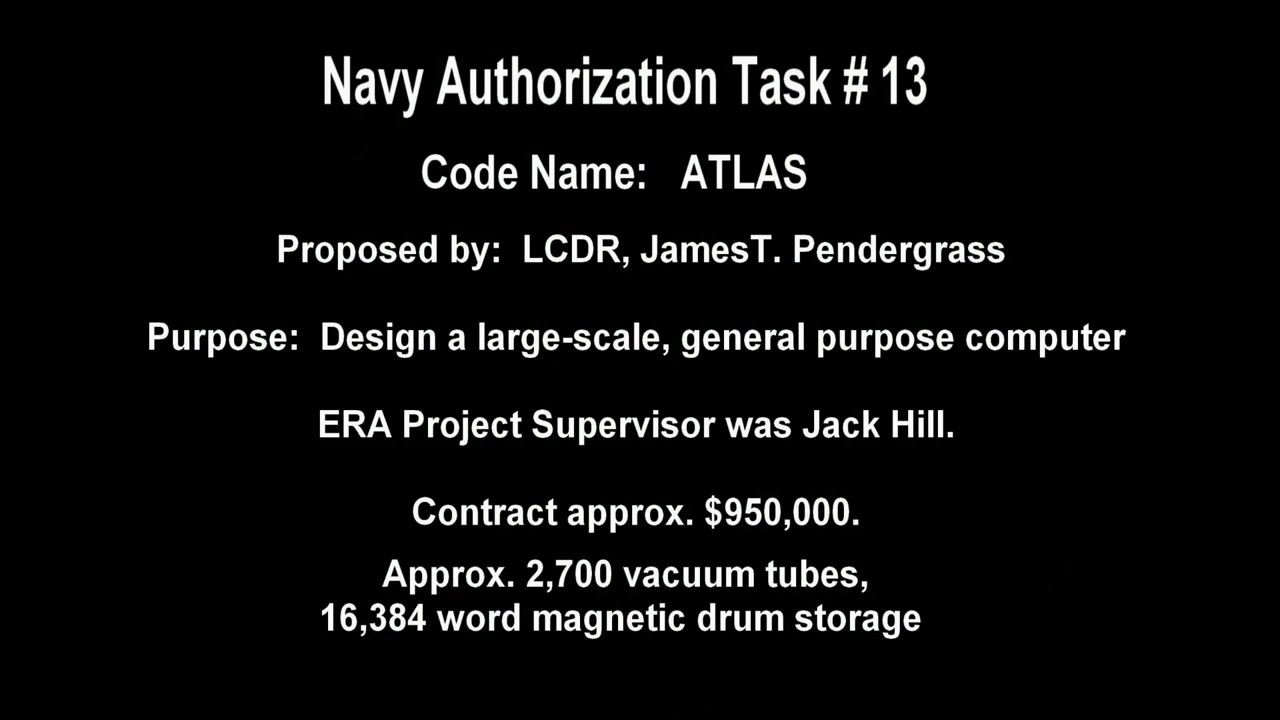 Navy Authorization Task # 13
Code Name: ATLAS
Proposed by: LCDR, JamesT. Pendergrass
Purpose: Design a large-scale, general purpose computer
ERA Project Supervisor was Jack Hill.
Contract approx. $950,000.
Approx. 2,700 vacuum tubes,
16,384 word magnetic drum storage